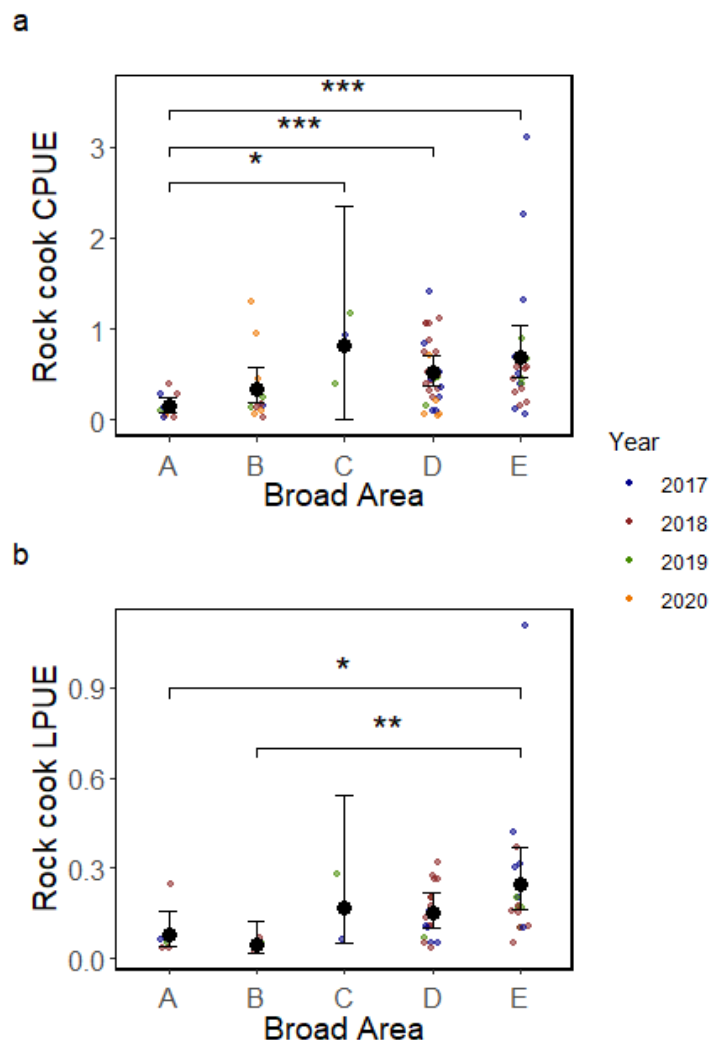 a
***
***
*
Rock cook CPUE
3
2
1
0
A B C D E
Broad Area
Year
2017
2018
2019
2020
b
*
**
Rock cook LPUE
0.9
0.6
0.3
0.0
A B C D E
Broad Area